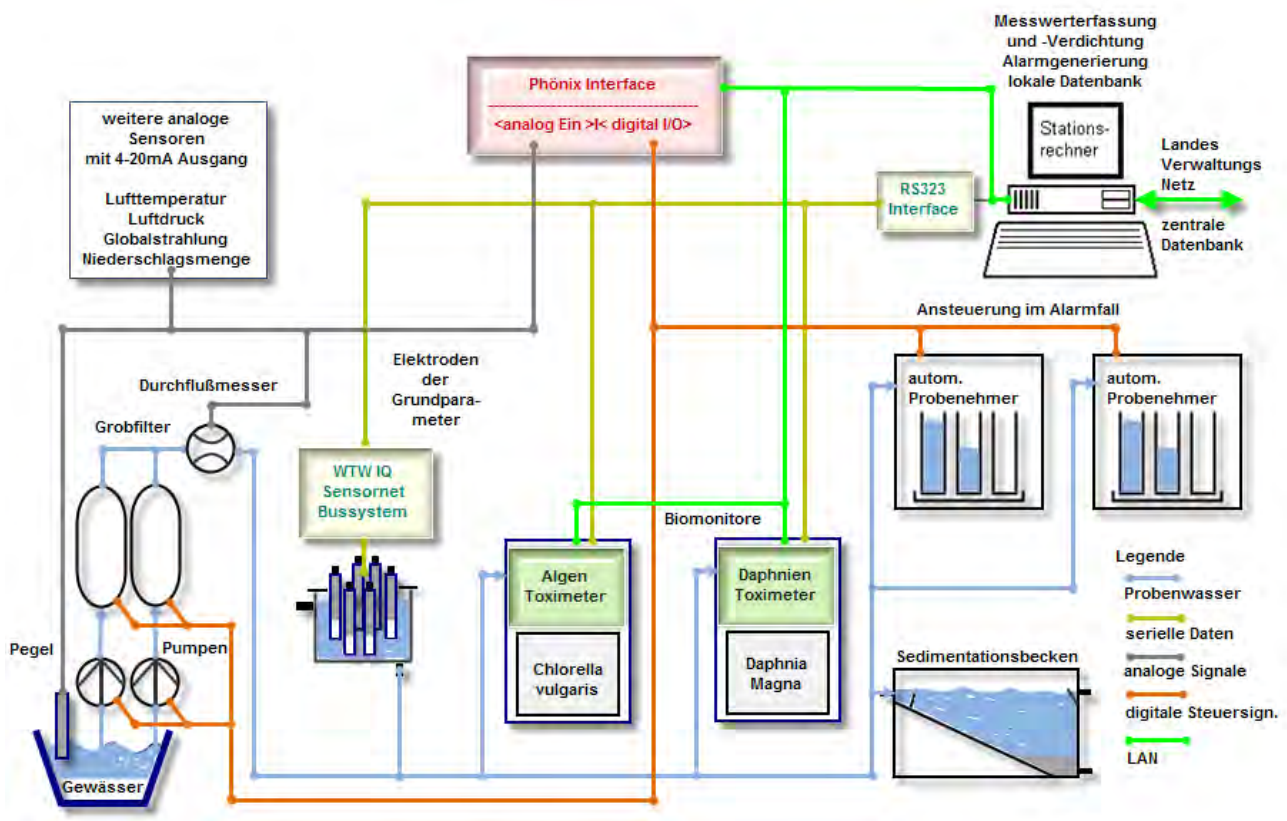 Messwerterfassung
und -Verdichtung
Alarmgenerierung
lokale Datenbank
Phönix Interface
------------------------------------
<analog Ein >I< digital I/O>
weitere analoge
Sensoren
mit 4-20mA Ausgang
Lufttemperatur
Luftdruck
Globalstrahlung
Niederschlagsmenge
Stations-
rechner
Landes
Verwaltungs
Netz
zentrale
Datenbank
RS323
Interface
Ansteuerung im Alarmfall
autom.
Probenehmer
autom.
Probenehmer
Elektroden
der
Grundpara-
meter
Durchflußmesser
Grobfilter
WTW IQ
Sensornet
Bussystem
Biomonitore
Algen
Toximeter
Chlorella
vulgaris
Daphnien
Toximeter
Daphnia
Magna
Pegel
Pumpen
Gewässer
Sedimentationsbecken
Legende
Probenwasser
serielle Daten
analoge Signale
digitale Steuersign.
LAN